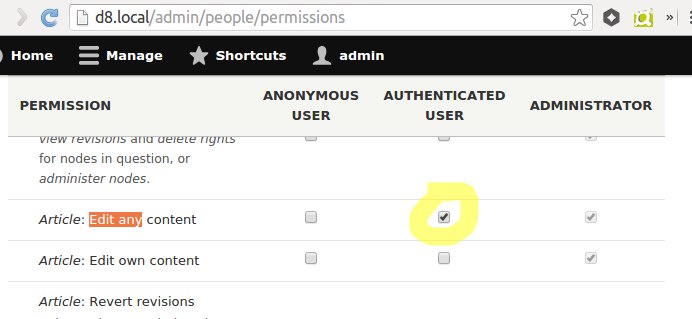 d8.local/admin/people/permissions
»
Home Manage Shortcuts admin
PERMISSION ANONYMOUS USER AUTHENTICATED USER ADMINISTRATOR
view revisions and delete rights
for nodes in question, or
administer nodes.
Article: Edit any content
Article: Edit own content
Article: Revert revisions